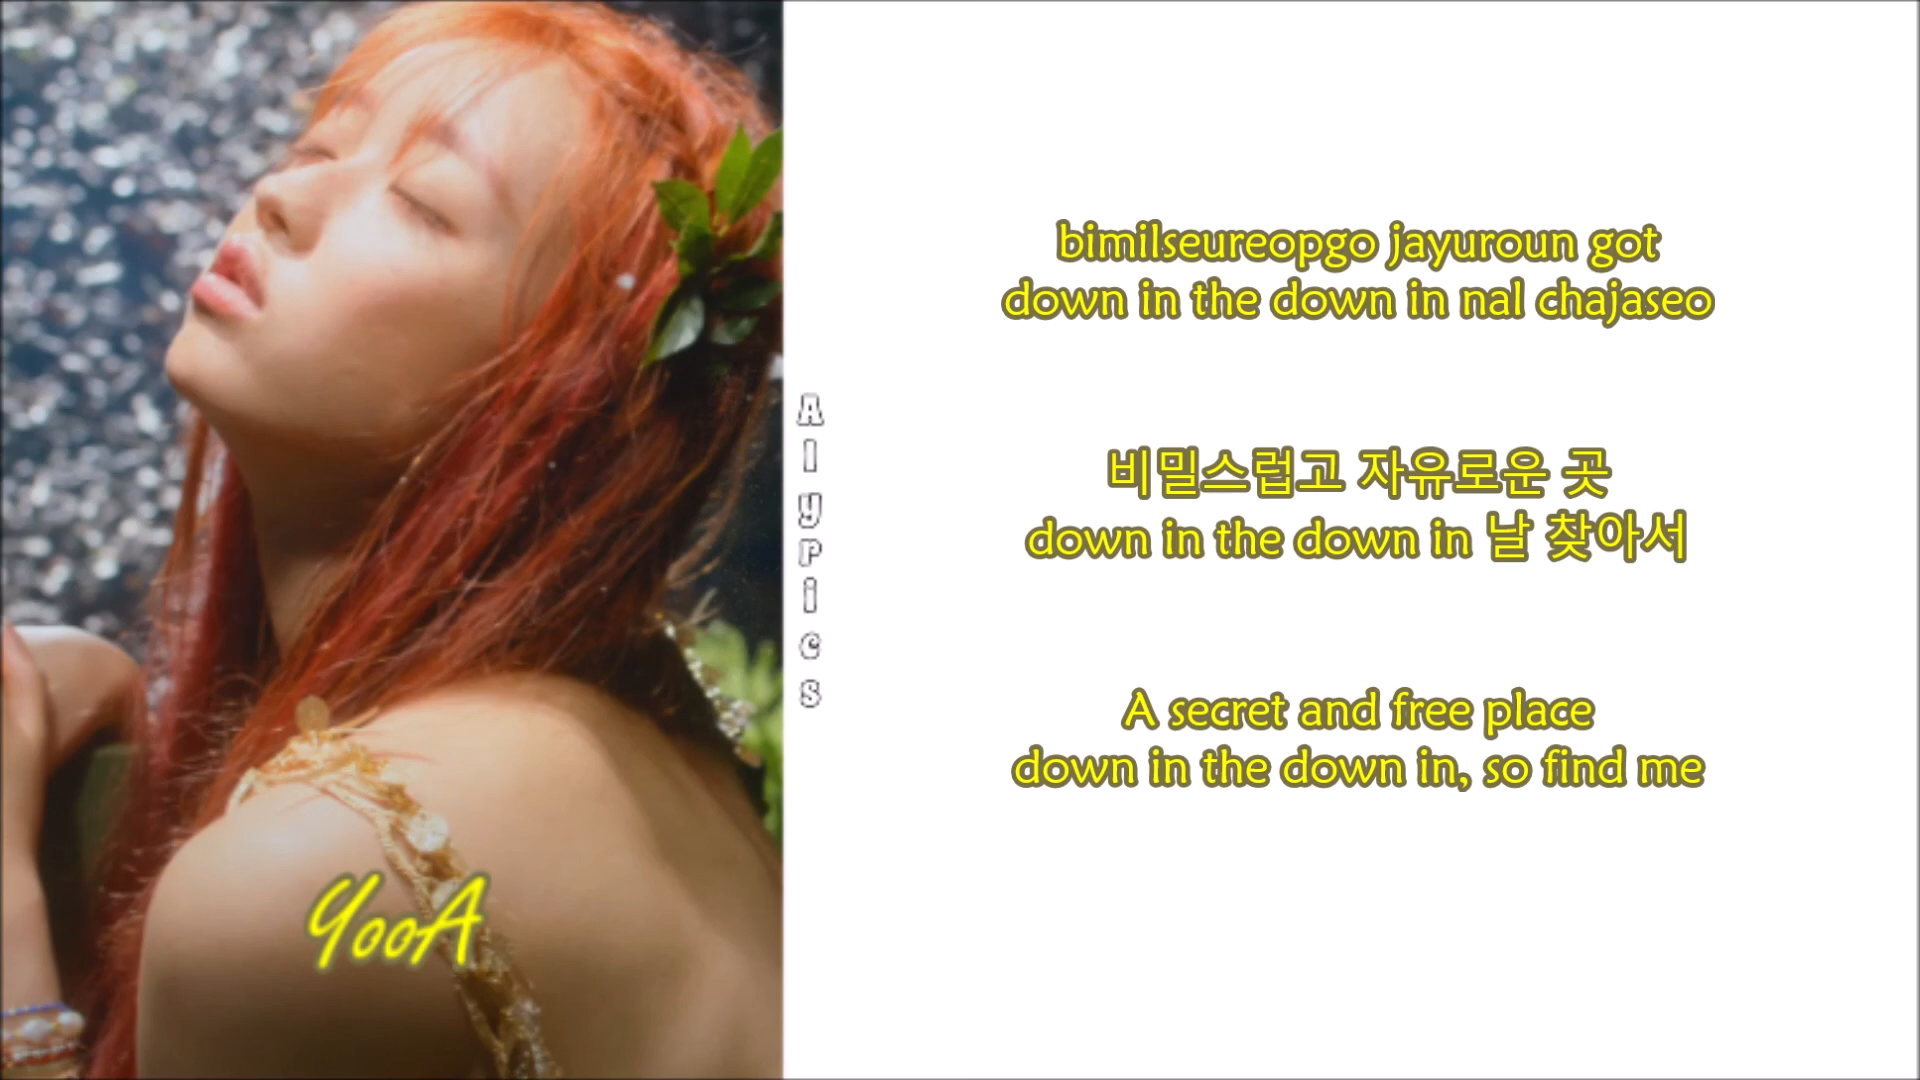 bimilseureopgo jayuroun got
down in the down in nal chajaseo
비밀스럽고 자유로운 곳
down in the down in 날 찾아서
A secret and free place
down in the down in, so find me
Alypics
YooA